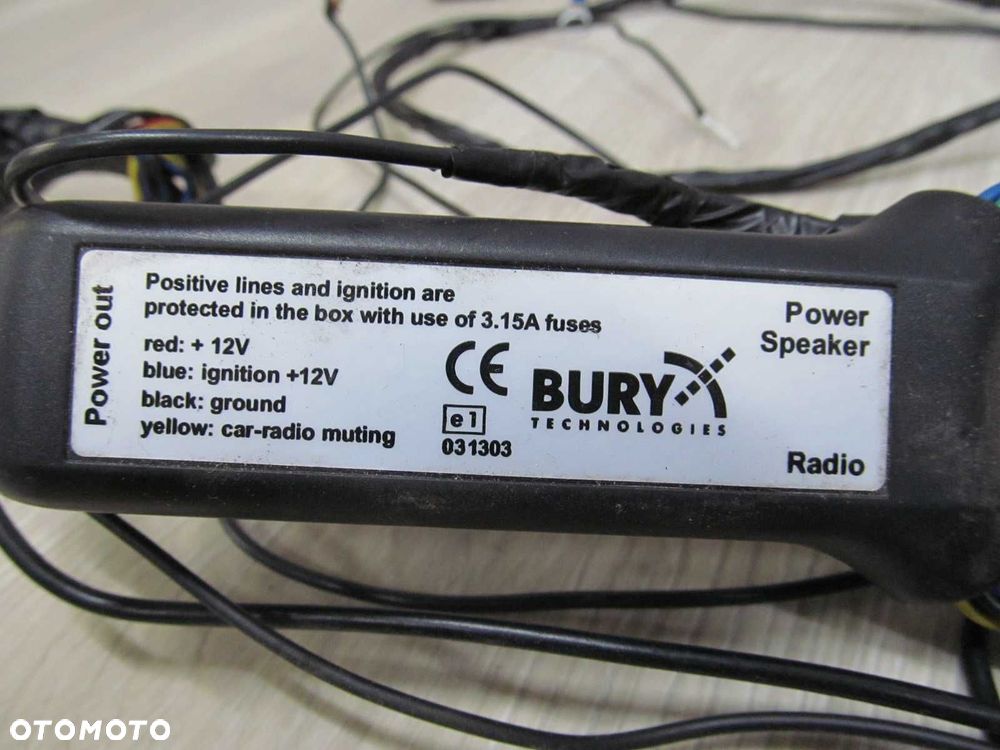 Power out
Positive lines and ignition are
protected in the box with use of 3.15A fuses
red: + 12V
blue: ignition +12V
black: ground
yellow: car-radio muting
CE
e1
031303
BURY
TECHNOLOGIES
Power
Speaker
Radio
OTOMOTO